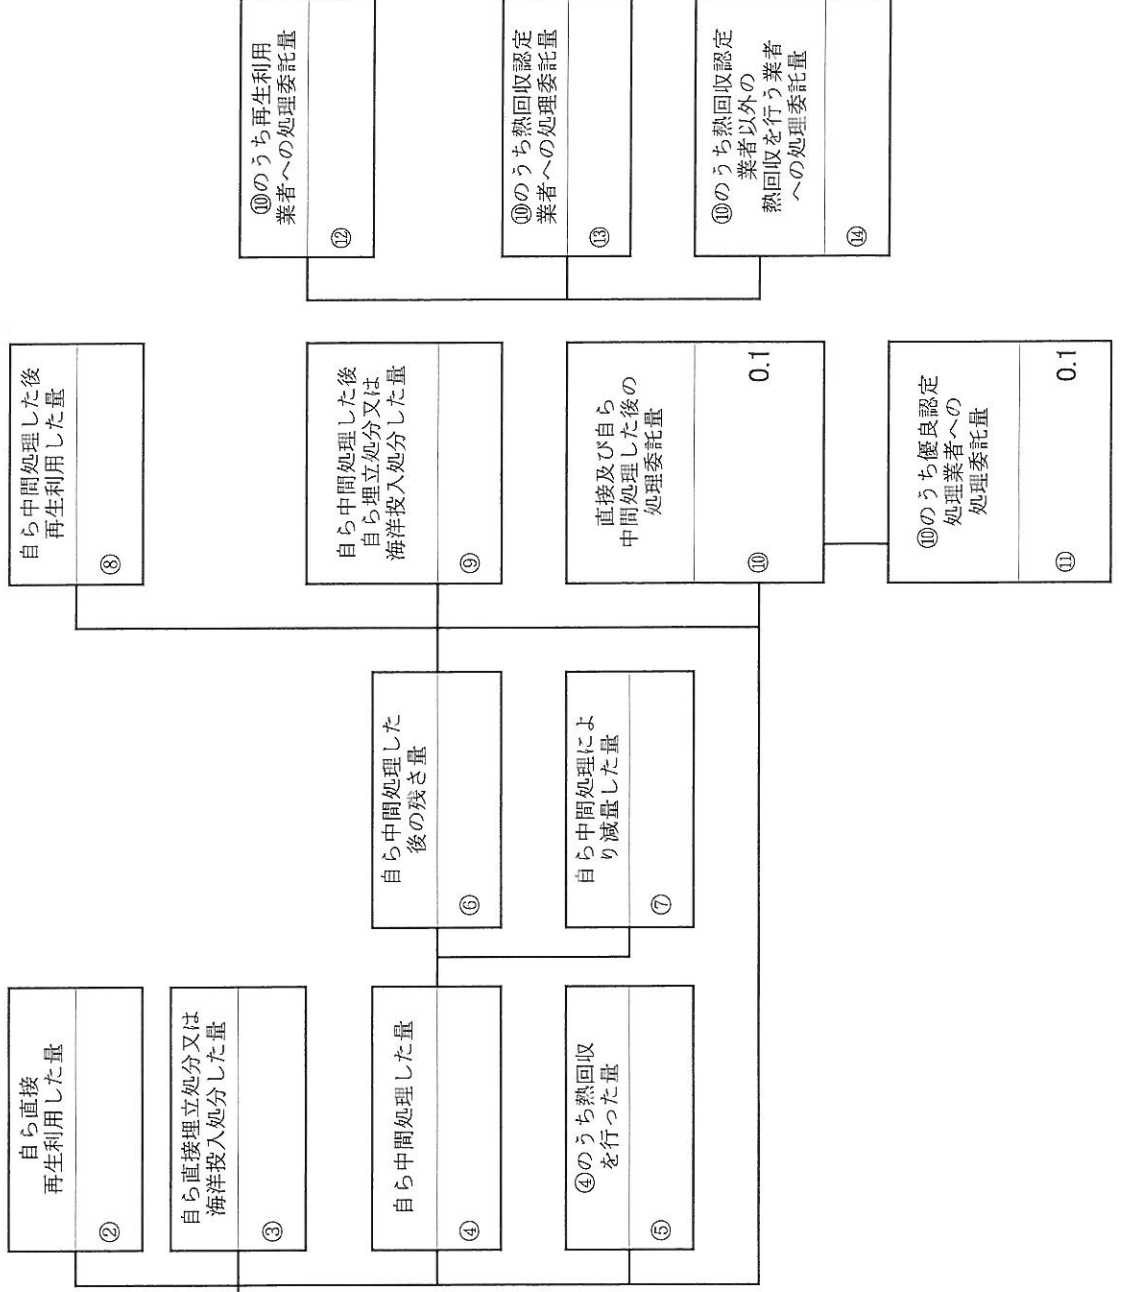 自ら直接
再生利用した量
②
自ら直接埋立処分又は
海洋投入処分した量
③
自ら中間処理した量
④
④のうち熱回収
を行った量
⑤
自ら中間処理した
後の残さ量
⑥
自ら中間処理によ
り減量した量
⑦
自ら中間処理した後
再生利用した量
⑧
自ら中間処理した後
自ら埋立処分又は
海洋投入処分した量
⑨
直接及び自ら
中間処理した後の
処理委託量
⑩ 0.1
⑩のうち優良認定
処理業者への
処理委託量
⑪ 0.1
⑩のうち再生利用
業者への処理委託量
⑫
⑩のうち熱回収認定
業者への処理委託量
⑬
⑩のうち熱回収認定
業者以外の
熱回収を行う業者
への処理委託量
⑭